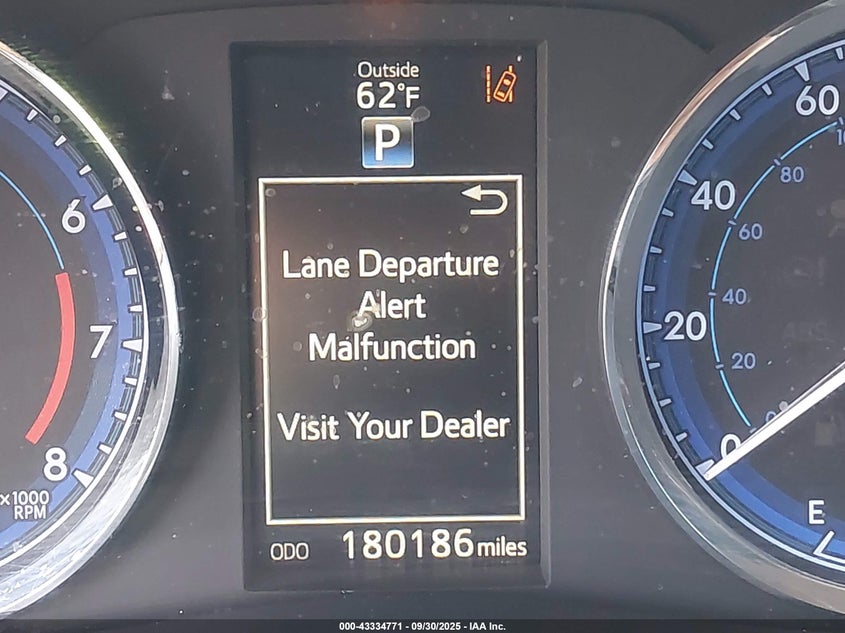 Outside
62°F
P
Lane Departure
Alert
Malfunction
Visit Your Dealer
ODO 180186 miles
6
7
8
x1000
RPM
60
40
20
0
80
60
40
20
E
000-43334771 - 09/30/2025 - IAA Inc.